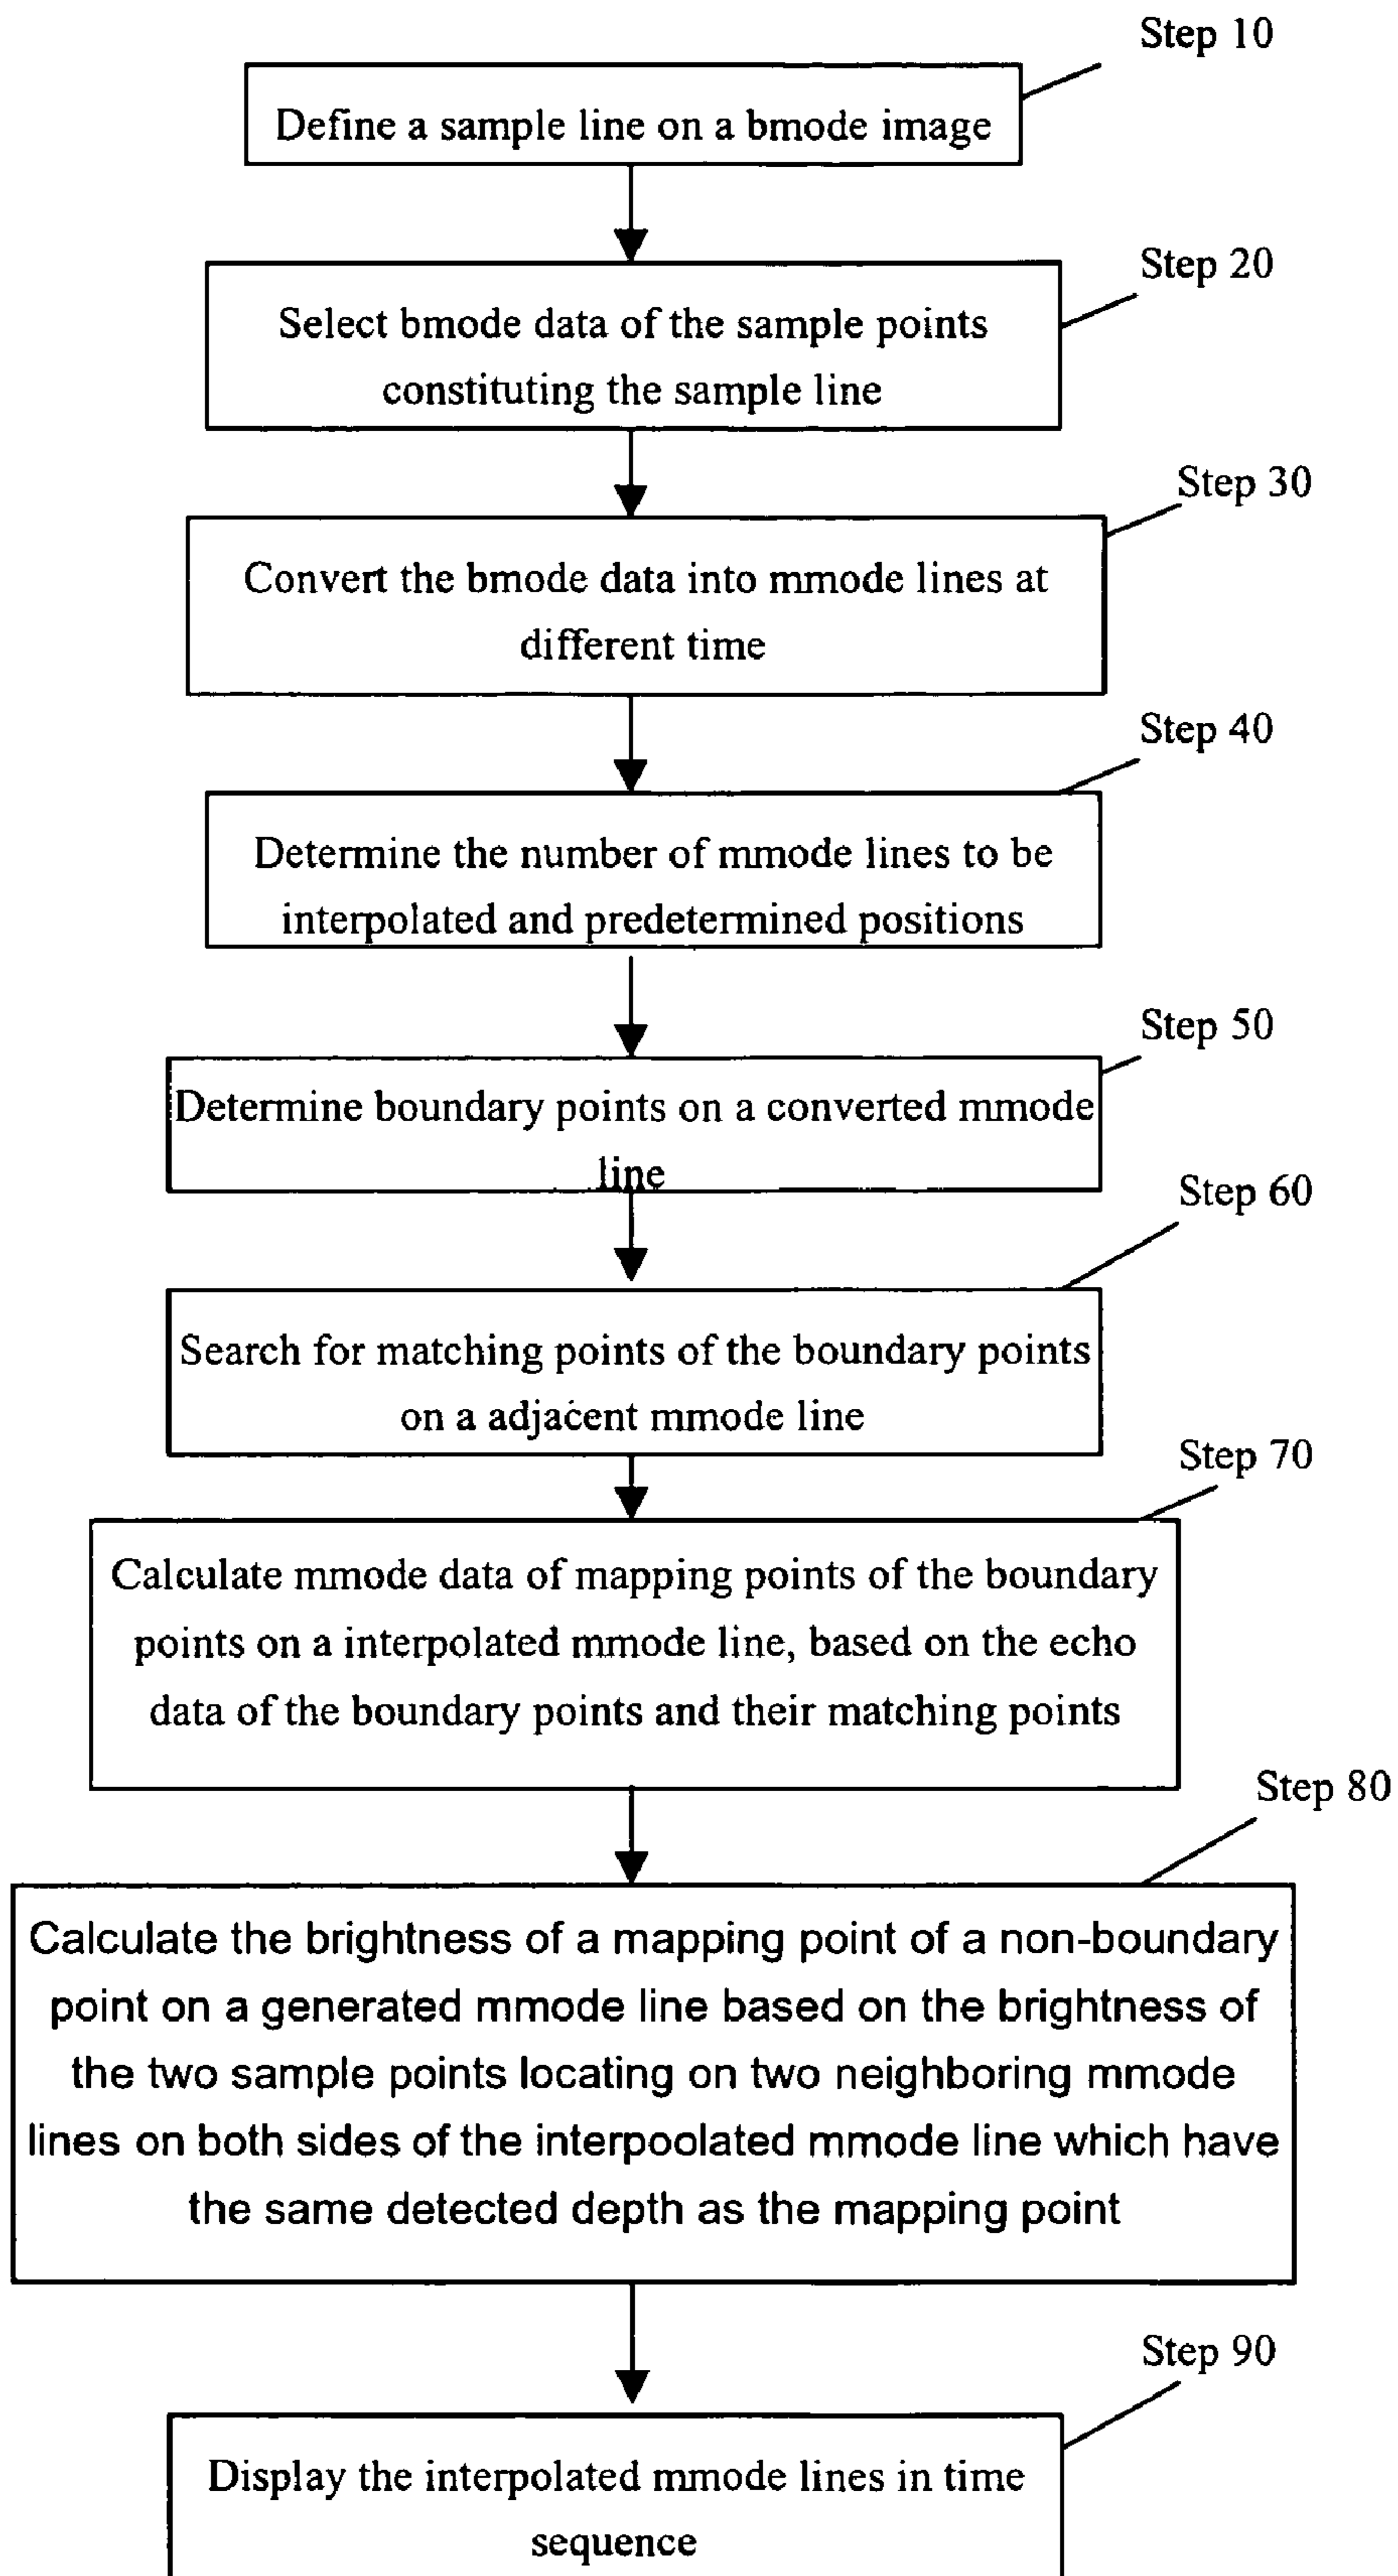 Step 10
Define a sample line on a bmode image
Step 20
Select bmode data of the sample points
constituting the sample line
Step 30
Convert the bmode data into mmode lines at
different time
Step 40
Determine the number of mmode lines to be
interpolated and predetermined positions
Step 50
Determine boundary points on a converted mmode
line
Step 60
Search for matching points of the boundary points
on a adjacent mmode line
Step 70
Calculate mmode data of mapping points of the boundary
points on a interpolated mmode line, based on the echo
data of the boundary points and their matching points
Step 80
Calculate the brightness of a mapping point of a non-boundary
point on a generated mmode line based on the brightness of
the two sample points locating on two neighboring mmode
lines on both sides of the interpoolated mmode line which have
the same detected depth as the mapping point
Step 90
Display the interpolated mmode lines in time
sequence